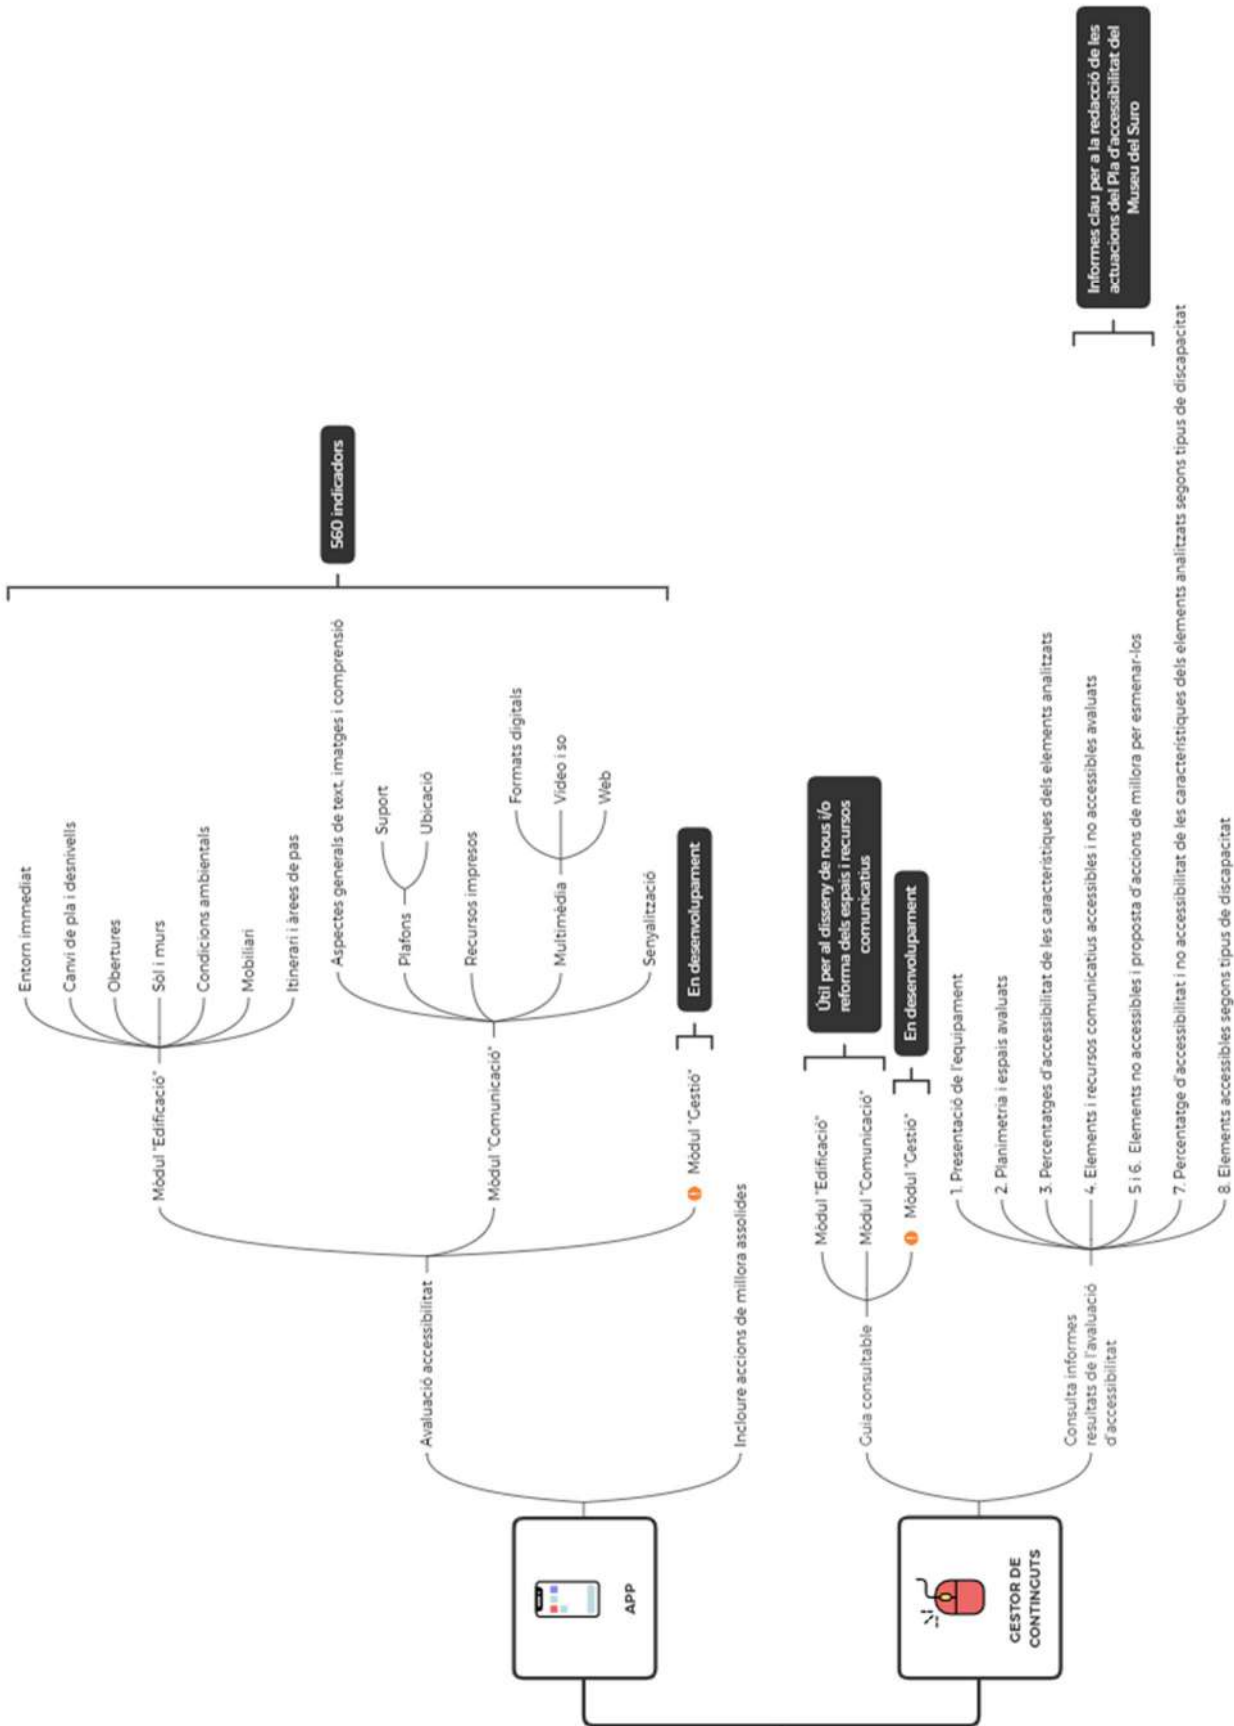 APP
Avaluació accessibilitat
Mòdul "Edificació"
Entorn immediat
Canvi de pla i desnivells
Obertures
Sòl i murs
Condicions ambientals
Mobiliari
Itinerari i àrees de pas
Mòdul "Comunicació"
Aspectes generals de text, imatges i comprensió
Plafons
Suport
Ubicació
Recursos impresos
Multimèdia
Formats digitals
Video i so
Web
Senyalització
560 indicadors
Mòdul "Gestió"
En desenvolupament
Incloure accions de millora assolides
GESTOR DE
CONTINGUTS
Guia consultable
Mòdul "Edificació"
Mòdul "Comunicació"
Útil per al disseny de nous i/o
reforma dels espais i recursos
comunicatius
Mòdul "Gestió"
En desenvolupament
Consulta informes
resultats de l'avaluació
d'accessibilitat
1. Presentació de l'equipament
2. Planimetria i espais avaluats
3. Percentatges d'accessibilitat de les característiques dels elements analitzats
4. Elements i recursos comunicatius accessibles i no accessibles avaluats
5 i 6. Elements no accessibles i proposta d'accions de millora per esmenar-los
7. Percentatge d'accessibilitat i no accessibilitat de les característiques dels elements analitzats segons tipus de discapacitat
8. Elements accessibles segons tipus de discapacitat
Informes clau per a la redacció de les
actuacions del Pla d'accessibilitat del
Museu del Suro